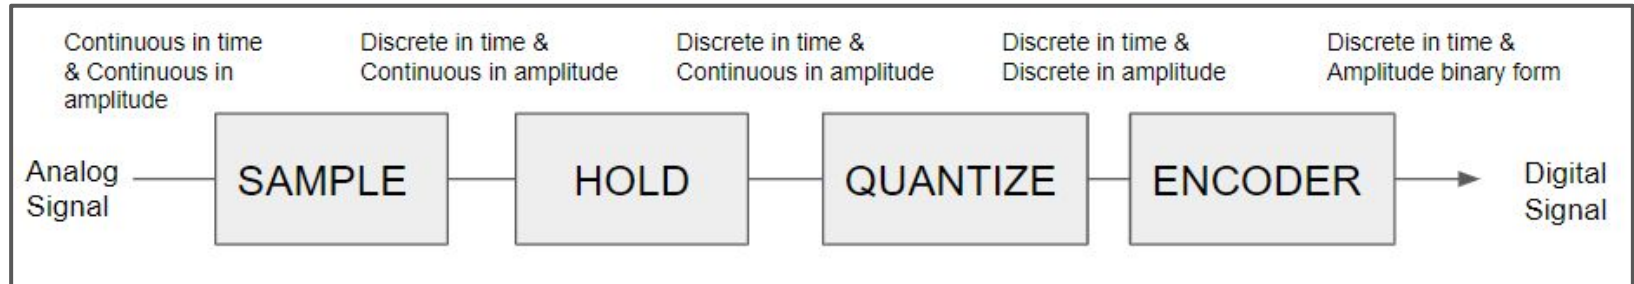 Continuous in time
& Continuous in
amplitude
Discrete in time &
Continuous in amplitude
Discrete in time &
Continuous in amplitude
Discrete in time &
Discrete in amplitude
Discrete in time &
Amplitude binary form
Analog
Signal
SAMPLE
HOLD
QUANTIZE
ENCODER
Digital
Signal